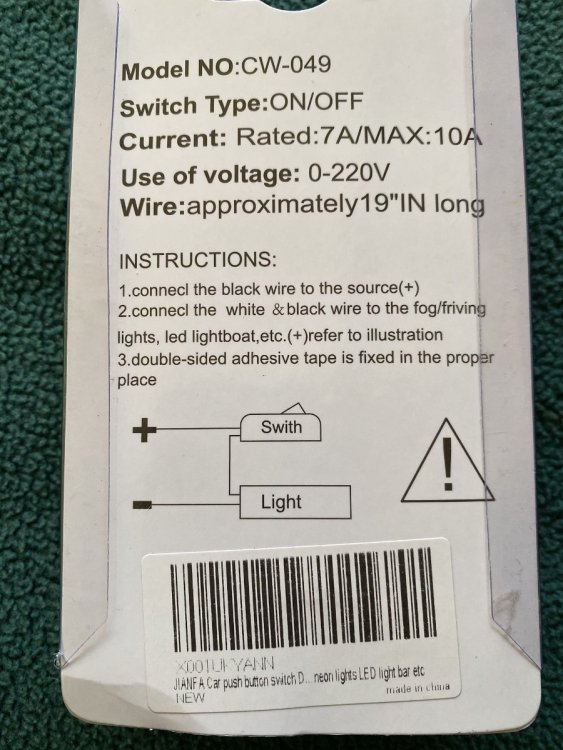 Model NO:CW-049
Switch Type:ON/OFF
Current: Rated:7A/MAX:10A
Use of voltage: 0-220V
Wire:approximately19"IN long
INSTRUCTIONS:
1.connecl the black wire to the source(+)
2.connecl the white &black wire to the fog/friving
lights, led lightboat,etc.(+)refer to illustration
3.double-sided adhesive tape is fixed in the proper
place
+
Swith
-
Light
!
X001UKYANN
JIANFA Car push button switch D... neon lights LED light bar etc
NEW
made in china